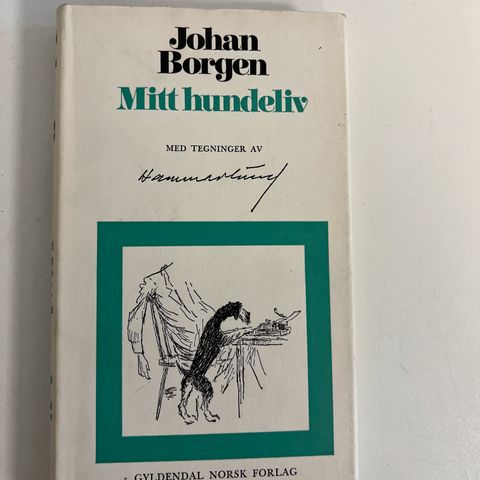 Johan
Borgen
Mitt hundeliv
MED TEGNINGER AV
Hammarlund
GYLDENDAL NORSK FORLAG